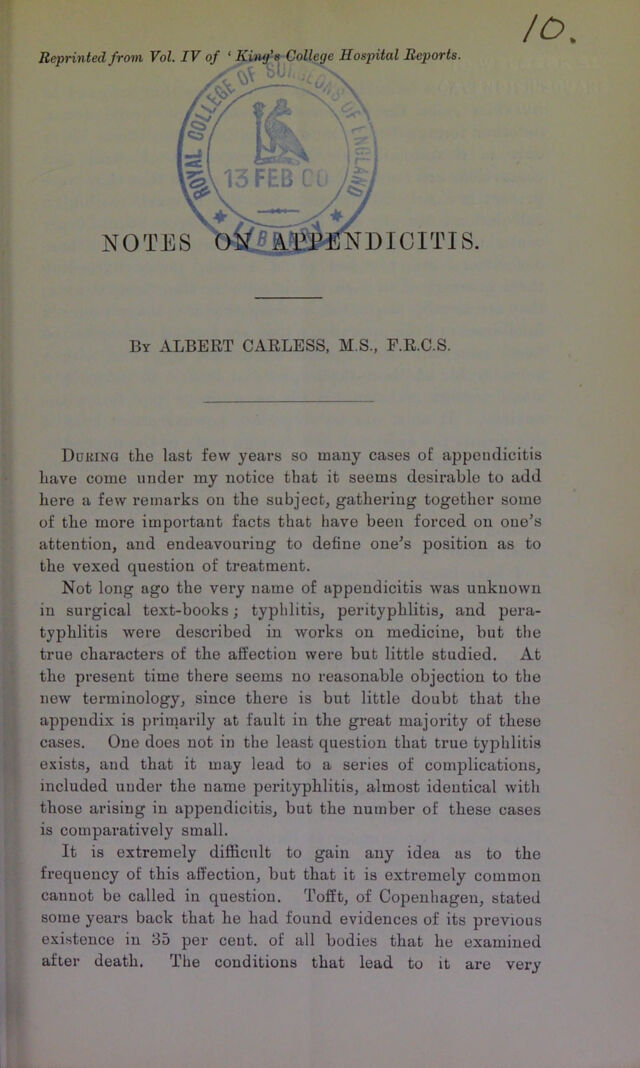 10.
Reprinted from Vol. IV of ‘ King's College Hospital Reports.
ROYAL COLLEGE OF SURGEONS OF ENGLAND
13 FEB 00
* LIBRARY *
NOTES ON APPENDICITIS.
By ALBERT CARLESS, M.S., F.R.C.S.
During the last few years so many cases of appendicitis
have come under my notice that it seems desirable to add
here a few remarks on the subject, gathering together some
of the more important facts that have been forced on one's
attention, and endeavouring to define one's position as to
the vexed question of treatment.
Not long ago the very name of appendicitis was unknown
in surgical text-books; typhlitis, perityphlitis, and pera-
typhlitis were described in works on medicine, but the
true characters of the affection were but little studied. At
the present time there seems no reasonable objection to the
new terminology, since there is but little doubt that the
appendix is primarily at fault in the great majority of these
cases. One does not in the least question that true typhlitis
exists, and that it may lead to a series of complications,
included under the name perityphlitis, almost identical with
those arising in appendicitis, but the number of these cases
is comparatively small.
It is extremely difficult to gain any idea as to the
frequency of this affection, but that it is extremely common
cannot be called in question. Tofft, of Copenhagen, stated
some years back that he had found evidences of its previous
existence in 35 per cent. of all bodies that he examined
after death. The conditions that lead to it are very